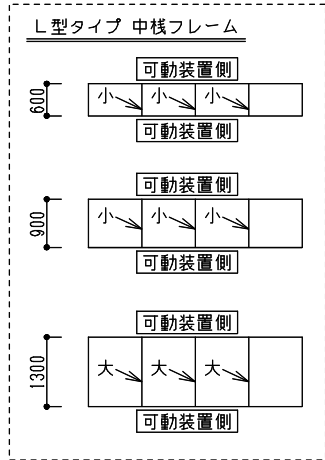 L型タイプ 中桟フレーム
可動装置側
600
小 小 小
可動装置側
可動装置側
900
小 小 小
可動装置側
可動装置側
1300
大 大 大
可動装置側